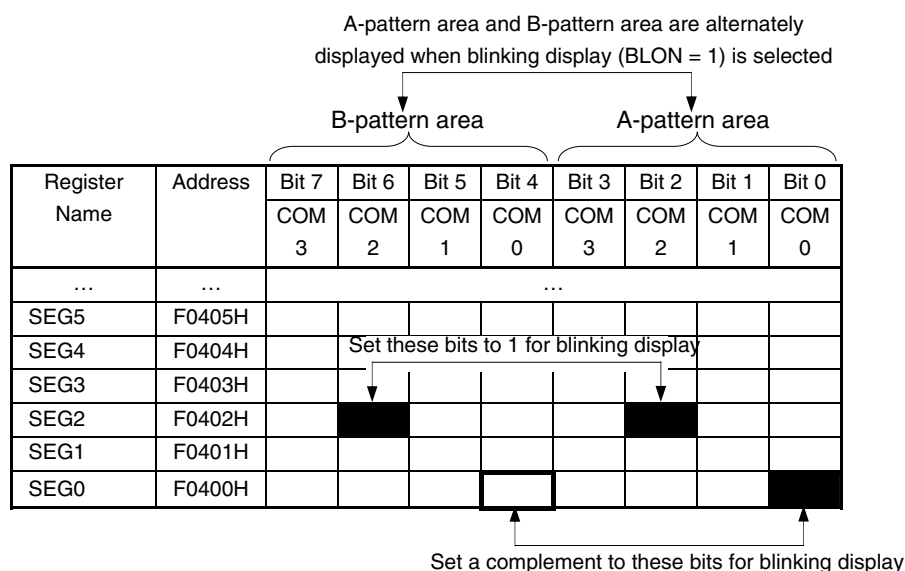 A-pattern area and B-pattern area are alternately
displayed when blinking display (BLON = 1) is selected
B-pattern area A-pattern area
Register Name Address Bit 7 Bit 6 Bit 5 Bit 4 Bit 3 Bit 2 Bit 1 Bit 0
COM 3 COM 2 COM 1 COM 0 COM 3 COM 2 COM 1 COM 0
… … …
SEG5 F0405H
SEG4 F0404H Set these bits to 1 for blinking display
SEG3 F0403H
SEG2 F0402H
SEG1 F0401H
SEG0 F0400H
Set a complement to these bits for blinking display